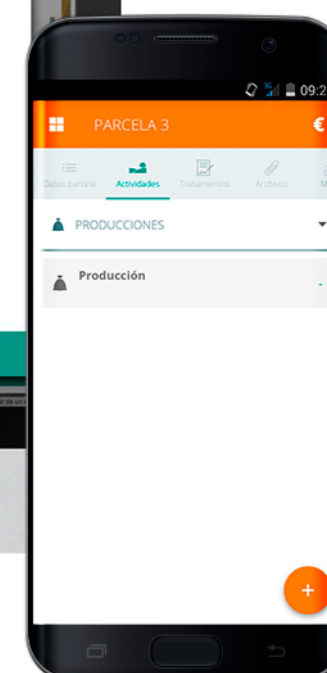 09:2
PARCELA 3 €
Datos parcela Actividades Tratamientos Archivos M
PRODUCCIONES
Producción
-
+